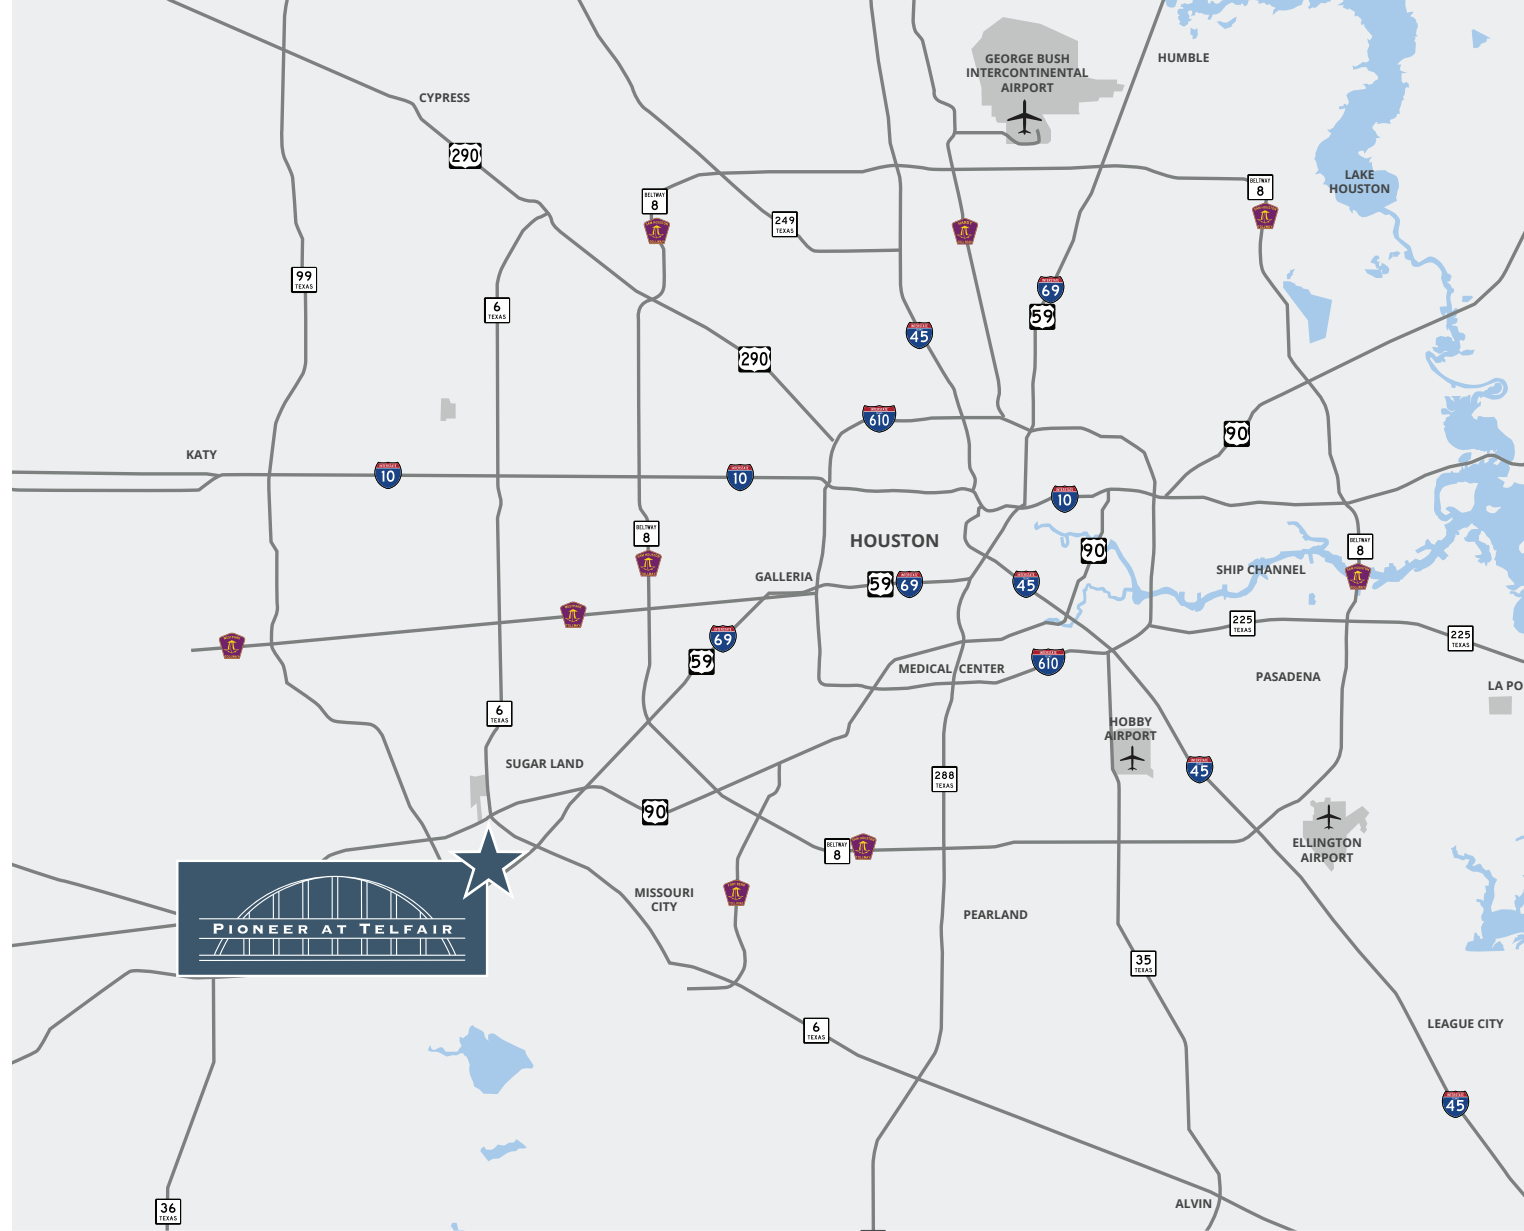 GEORGE BUSH
INTERCONTINENTAL
AIRPORT
HUMBLE
CYPRESS
290
LAKE
HOUSTON
BELTWAY
8
BELTWAY
8
249
TEXAS
99
TEXAS
6
TEXAS
69
59
45
290
610
90
KATY
10
10
10
BELTWAY
8
HOUSTON
90
BELTWAY
8
SHIP CHANNEL
GALLERIA
59
69
45
225
TEXAS
225
TEXAS
69
59
610
MEDICAL CENTER
PASADENA
LA PO
6
TEXAS
HOBBY
AIRPORT
SUGAR LAND
45
288
TEXAS
90
ELLINGTON
AIRPORT
BELTWAY
8
MISSOURI
CITY
PEARLAND
PIONEER AT TELFAIR
35
TEXAS
6
TEXAS
LEAGUE CITY
45
ALVIN
36
TEXAS